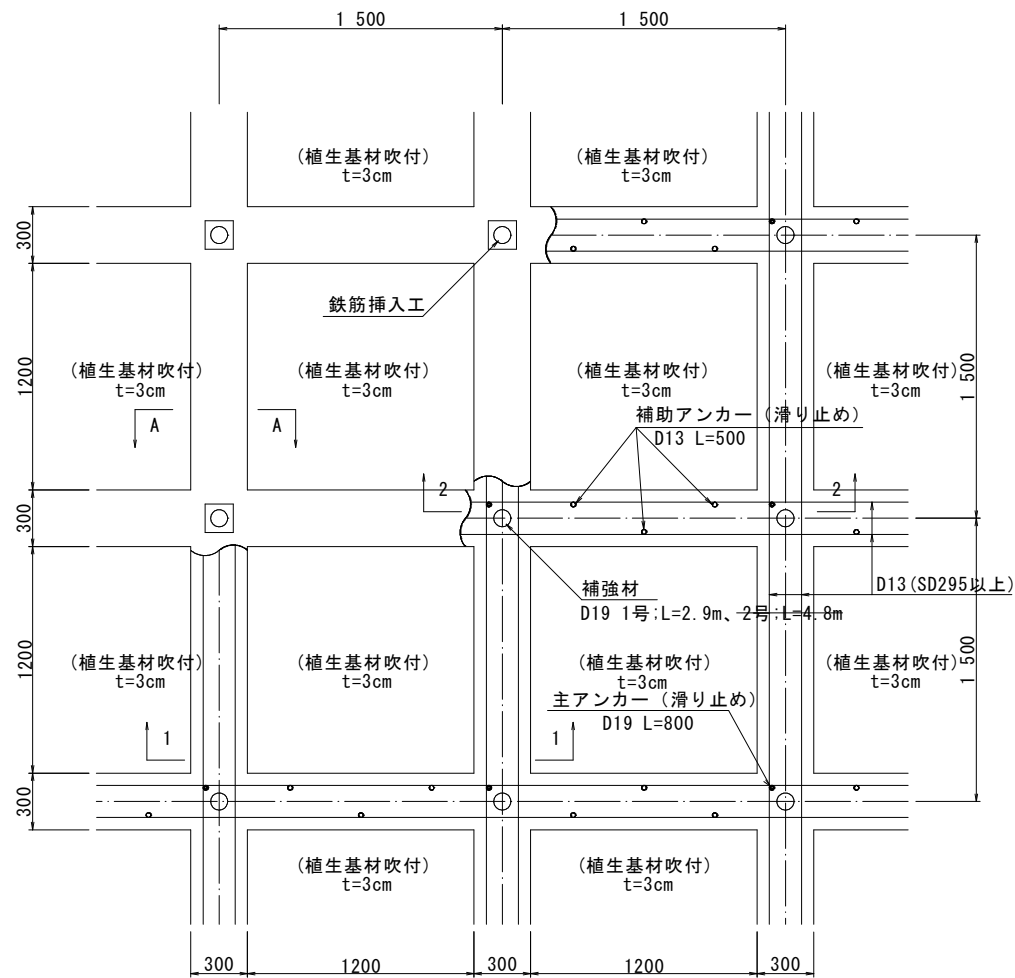 1 500
1 500
(植生基材吹付)
t=3cm
(植生基材吹付)
t=3cm
300
鉄筋挿入工
1200
(植生基材吹付)
t=3cm
(植生基材吹付)
t=3cm
(植生基材吹付)
t=3cm
(植生基材吹付)
t=3cm
1 500
A
A
補助アンカー (滑り止め)
D13 L=500
2
2
300
D13(SD295以上)
補強材
D19 1号;L=2.9m、2号;L=4.8m
1200
(植生基材吹付)
t=3cm
(植生基材吹付)
t=3cm
(植生基材吹付)
t=3cm
(植生基材吹付)
t=3cm
1 500
主アンカー (滑り止め)
D19 L=800
1
1
300
(植生基材吹付)
t=3cm
(植生基材吹付)
t=3cm
300
1200
300
1200
300